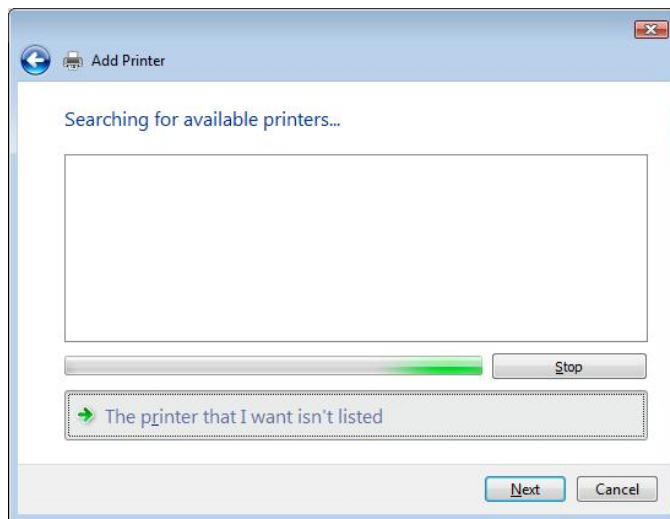 Add Printer
Searching for available printers...
Stop
The printer that I want isn't listed
Next
Cancel